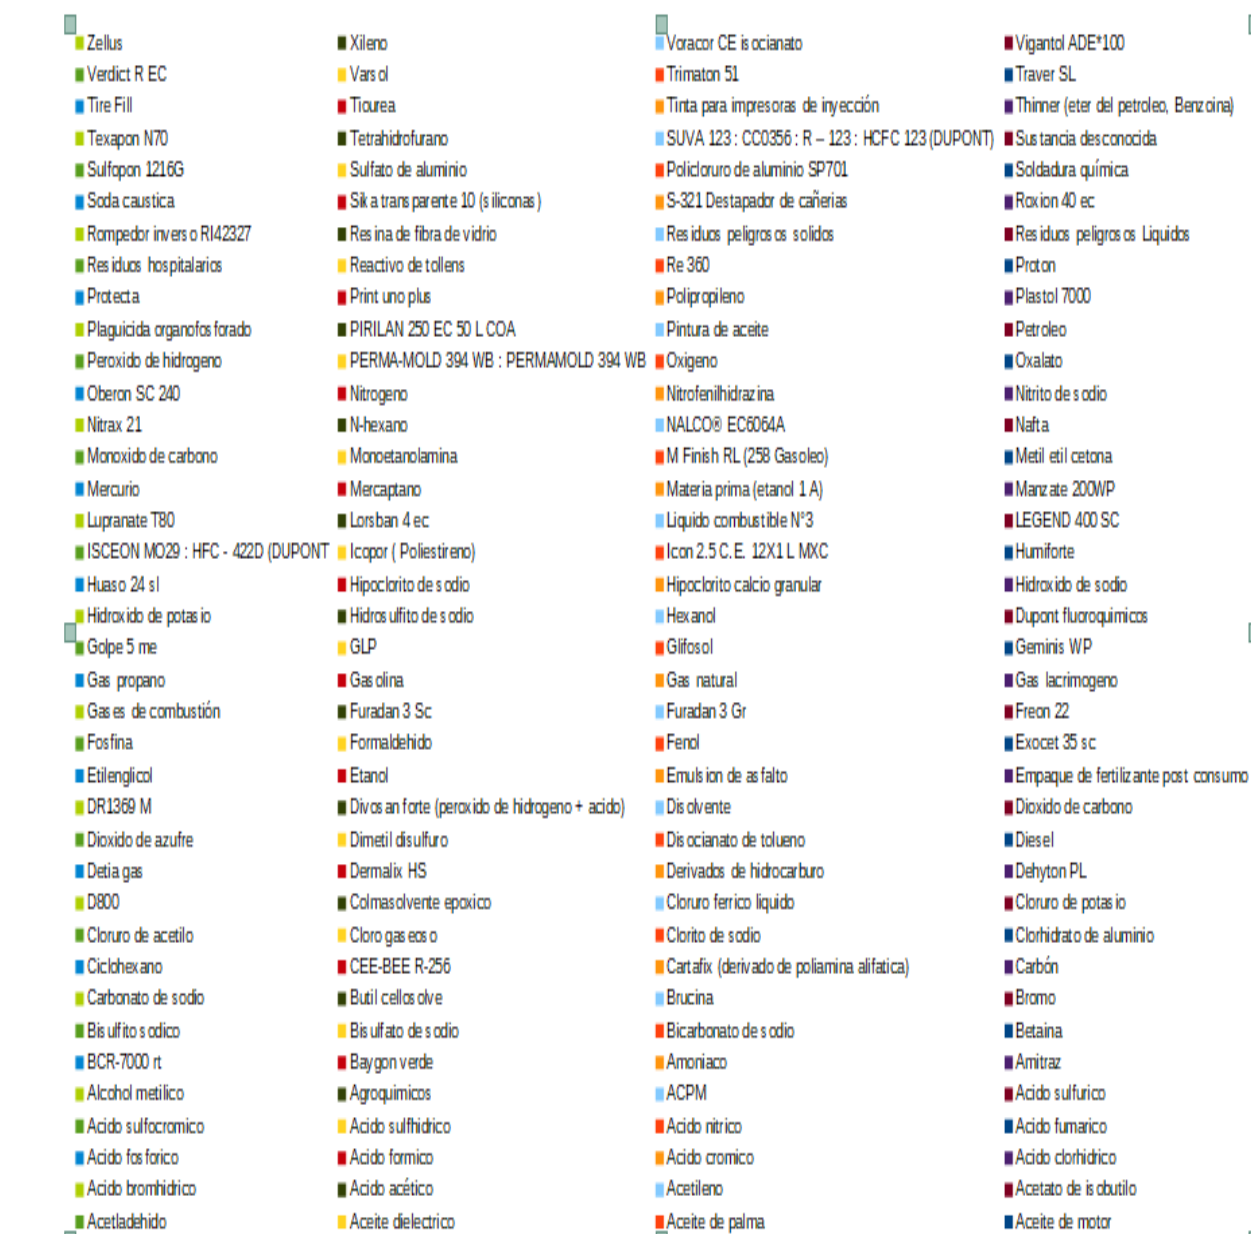 Zellus Xileno Voracor CE isocianato Vigantol ADE*100
Verdict R EC Varsol Trimaton 51 Traver SL
Tire Fill Tiourea Tinta para impresoras de inyección Thinner (eter del petroleo, Benzoina)
Texapon N70 Tetrahidrofurano SUVA 123 : CC0356 : R – 123 : HCFC 123 (DUPONT) Sustancia desconocida
Sulfopon 1216G Sulfato de aluminio Policloruro de aluminio SP701 Soldadura química
Soda caustica Sika transparente 10 (siliconas) S-321 Destapador de cañerias Roxion 40 ec
Rompedor inverso RI42327 Resina de fibra de vidrio Residuos peligrosos solidos Residuos peligrosos Liquidos
Residuos hospitalarios Reactivo de tollens Re 360 Proton
Protecta Print uno plus Polipropileno Plastol 7000
Plaguicida organofosforado PIRILAN 250 EC 50 L COA Pintura de aceite Petroleo
Peroxido de hidrogeno PERMA-MOLD 394 WB : PERMAMOLD 394 WB Oxigeno Oxalato
Oberon SC 240 Nitrogeno Nitrofenilhidrazina Nitrito de sodio
Nitrax 21 N-hexano NALCO® EC6064A Nafta
Monoxido de carbono Monoetanolamina M Finish RL (258 Gasoleo) Metil etil cetona
Mercurio Mercaptano Materia prima (etanol 1 A) Manzate 200WP
Lupranate T80 Lorsban 4 ec Liquido combustible N°3 LEGEND 400 SC
ISCEON MO29 : HFC - 422D (DUPONT Icopor ( Poliestireno) Icon 2.5 C.E. 12X1 L MXC Humiforte
Huaso 24 sl Hipoclorito de sodio Hipoclorito calcio granular Hidroxido de sodio
Hidroxido de potasio Hidrosulfito de sodio Hexanol Dupont fluoroquimicos
Golpe 5 me GLP Glifosol Geminis WP
Gas propano Gasolina Gas natural Gas lacrimogeno
Gases de combustión Furadan 3 Sc Furadan 3 Gr Freon 22
Fosfina Formaldehido Fenol Exocet 35 sc
Etilenglicol Etanol Emulsion de asfalto Empaque de fertilizante post consumo
DR1369 M Divosan forte (peroxido de hidrogeno + acido) Disolvente Dioxido de carbono
Dioxido de azufre Dimetil disulfuro Disocianato de tolueno Diesel
Detia gas Dermalix HS Derivados de hidrocarburo Dehyton PL
D800 Colmasolvente epoxico Cloruro ferrico liquido Cloruro de potasio
Cloruro de acetilo Cloro gaseoso Clorito de sodio Clorhidrato de aluminio
Ciclohexano CEE-BEE R-256 Cartafix (derivado de poliamina alifatica) Carbón
Carbonato de sodio Butil cellosolve Brucina Bromo
Bisulfito sodico Bisulfato de sodio Bicarbonato de sodio Betaina
BCR-7000 rt Baygon verde Amoniaco Amitraz
Alcohol metilico Agroquimicos ACPM Acido sulfurico
Acido sulfocromico Acido sulfhidrico Acido nitrico Acido fumarico
Acido fosforico Acido formico Acido cromico Acido clorhidrico
Acido bromhidrico Acido acético Acetileno Acetato de isobutilo
Acetladehido Aceite dielectrico Aceite de palma Aceite de motor